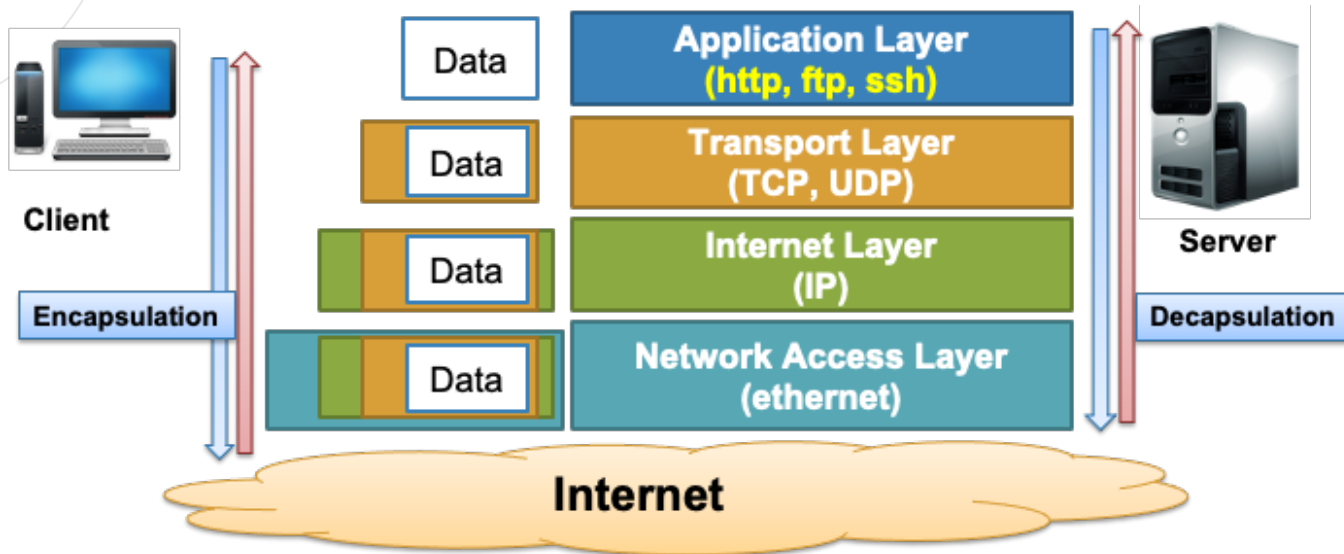 Data
Application Layer
(http, ftp, ssh)
Data
Transport Layer
(TCP, UDP)
Client
Data
Internet Layer
(IP)
Server
Encapsulation
Decapsulation
Data
Network Access Layer
(ethernet)
Internet